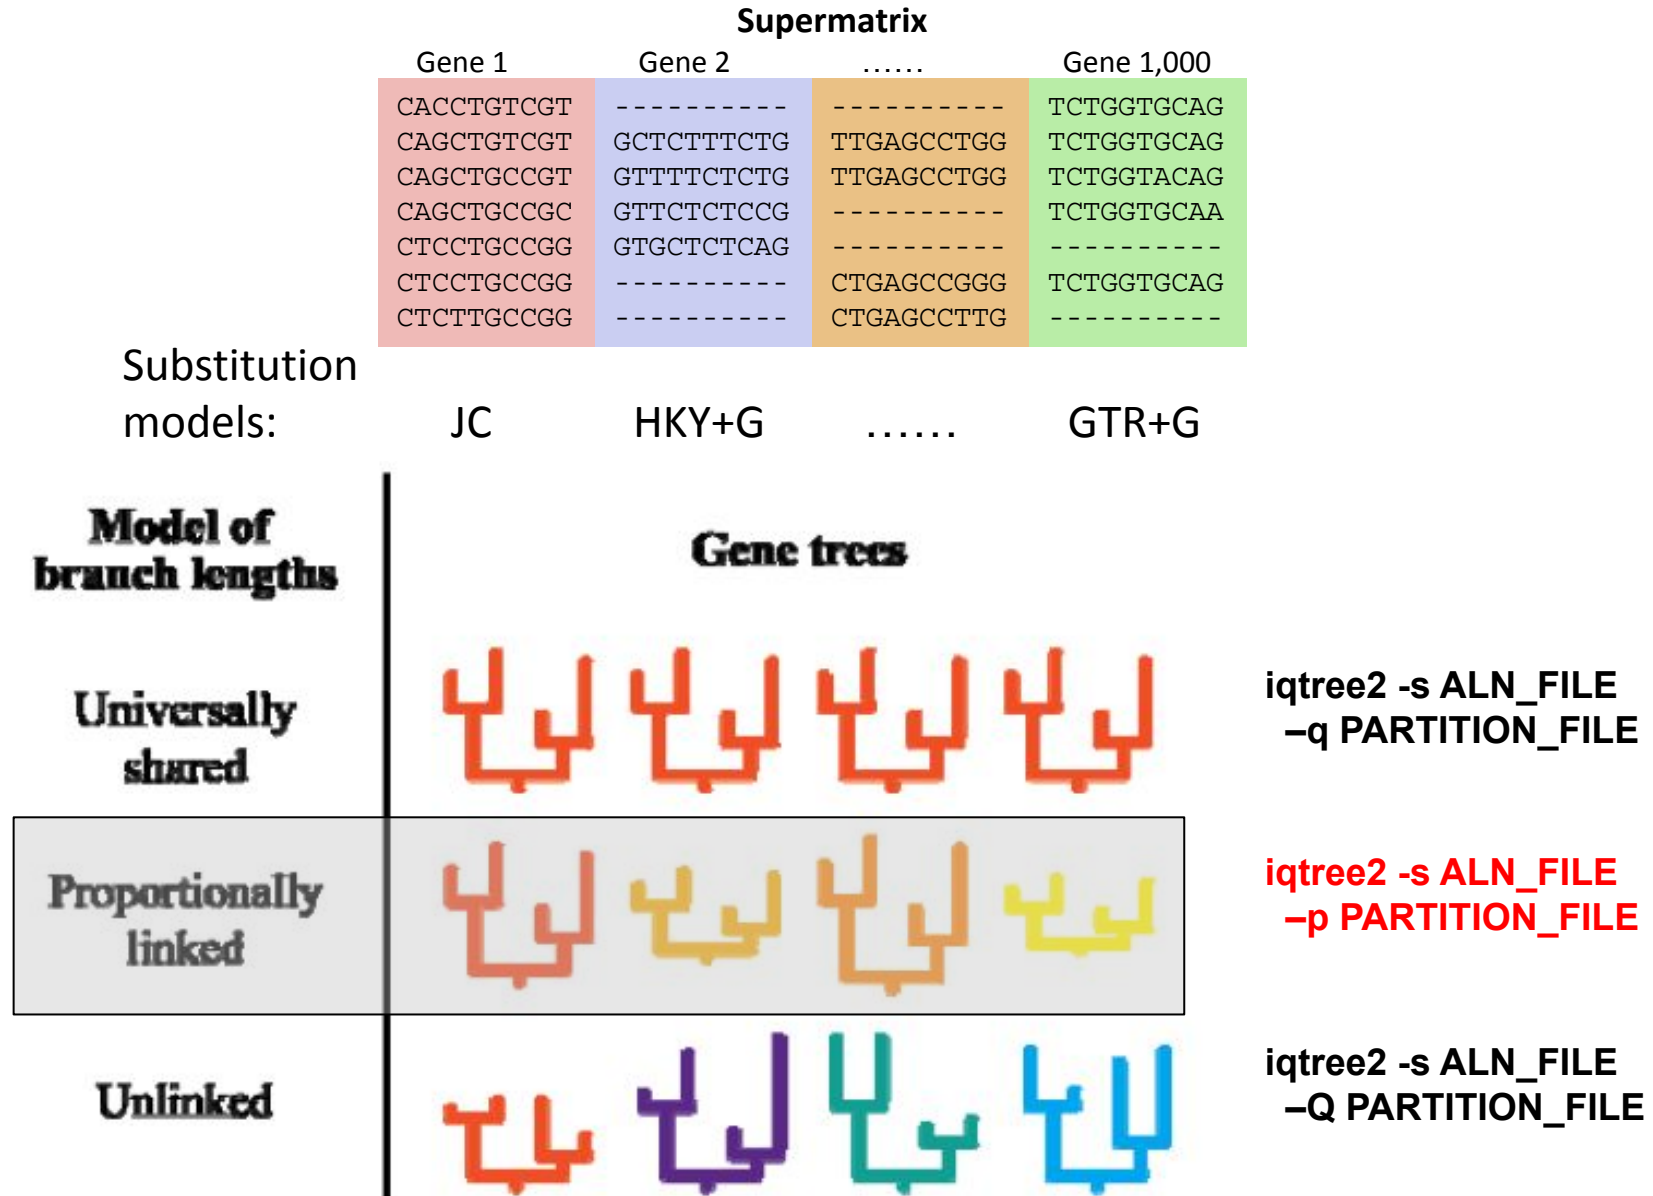 Supermatrix
Gene 1 Gene 2 ...... Gene 1,000
CACCTGTCGT ---------- ---------- TCTGGTGCAG
CAGCTGTCGT GCTCTTTCTG TTGAGCCTGG TCTGGTGCAG
CAGCTGCCGT GTTTTCTCTG TTGAGCCTGG TCTGGTACAG
CAGCTGCCGC GTTCTCTCCG ---------- TCTGGTGCAA
CTCCTGCCGG GTGCTCTCAG ---------- ----------
CTCCTGCCGG ---------- CTGAGCCGGG TCTGGTGCAG
CTCTTGCCGG ---------- CTGAGCCTTG ----------
Substitution
models: JC HKY+G ...... GTR+G
Model of
branch lengths
Gene trees
Universally
shared
iqtree2 -s ALN_FILE
–q PARTITION_FILE
Proportionally
linked
iqtree2 -s ALN_FILE
–p PARTITION_FILE
Unlinked
iqtree2 -s ALN_FILE
–Q PARTITION_FILE